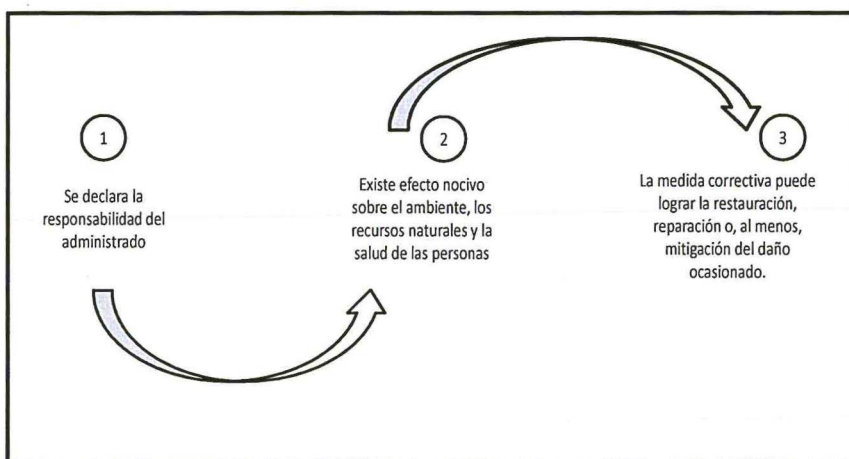 1
Se declara la
responsabilidad del
administrado
2
Existe efecto nocivo
sobre el ambiente, los
recursos naturales y la
salud de las personas
3
La medida correctiva puede
lograr la restauración,
reparación o, al menos,
mitigación del daño
ocasionado.